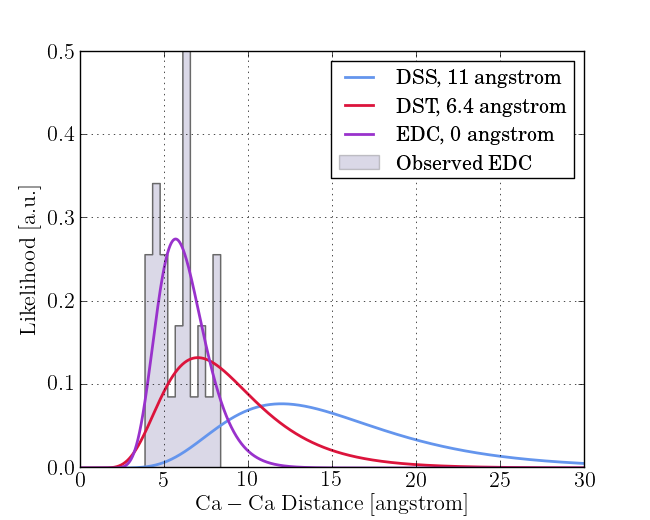 0.5
0.4
0.3
0.2
0.1
0.0
Likelihood [a.u.]
DSS, 11 angstrom
DST, 6.4 angstrom
EDC, 0 angstrom
Observed EDC
0 5 10 15 20 25 30
Ca − Ca Distance [angstrom]